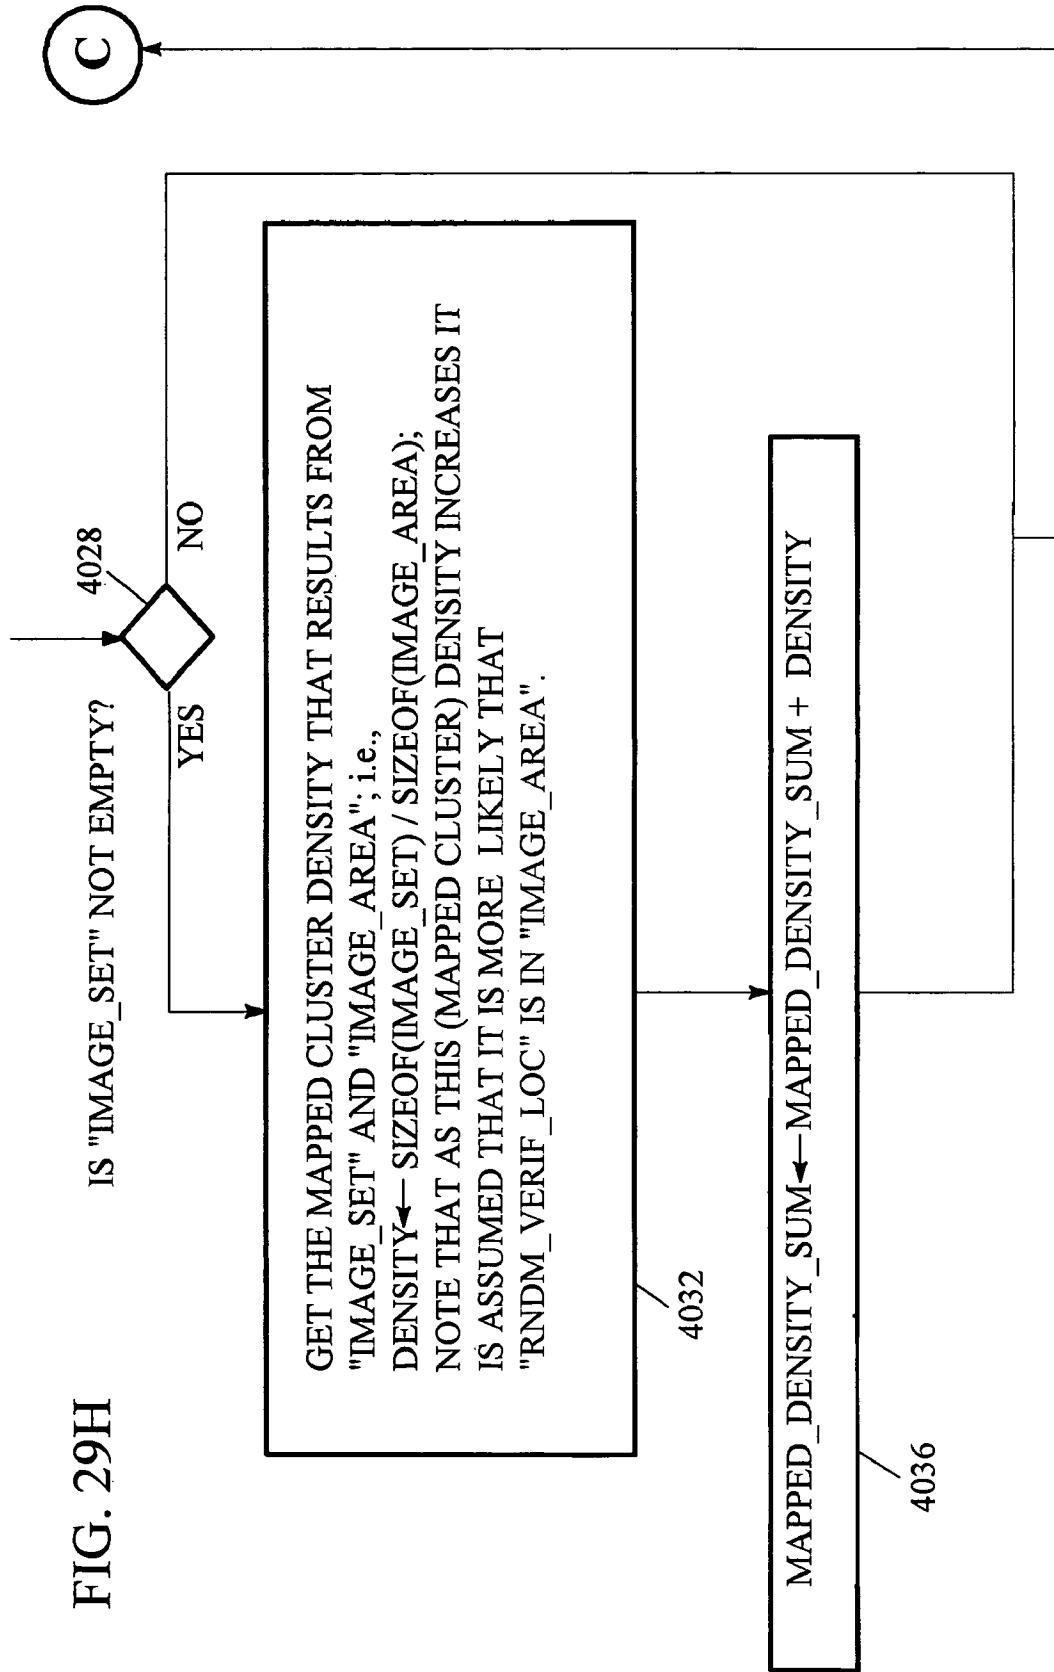 FIG. 29H
C
IS "IMAGE_SET" NOT EMPTY?
4028
YES
NO
GET THE MAPPED CLUSTER DENSITY THAT RESULTS FROM
"IMAGE_SET" AND "IMAGE_AREA"; i.e.,
DENSITY← SIZEOF(IMAGE_SET) / SIZEOF(IMAGE_AREA);
NOTE THAT AS THIS (MAPPED CLUSTER) DENSITY INCREASES IT
IS ASSUMED THAT IT IS MORE LIKELY THAT
"RNDM_VERIF_LOC" IS IN "IMAGE_AREA".
4032
MAPPED_DENSITY_SUM←MAPPED_DENSITY_SUM + DENSITY
4036